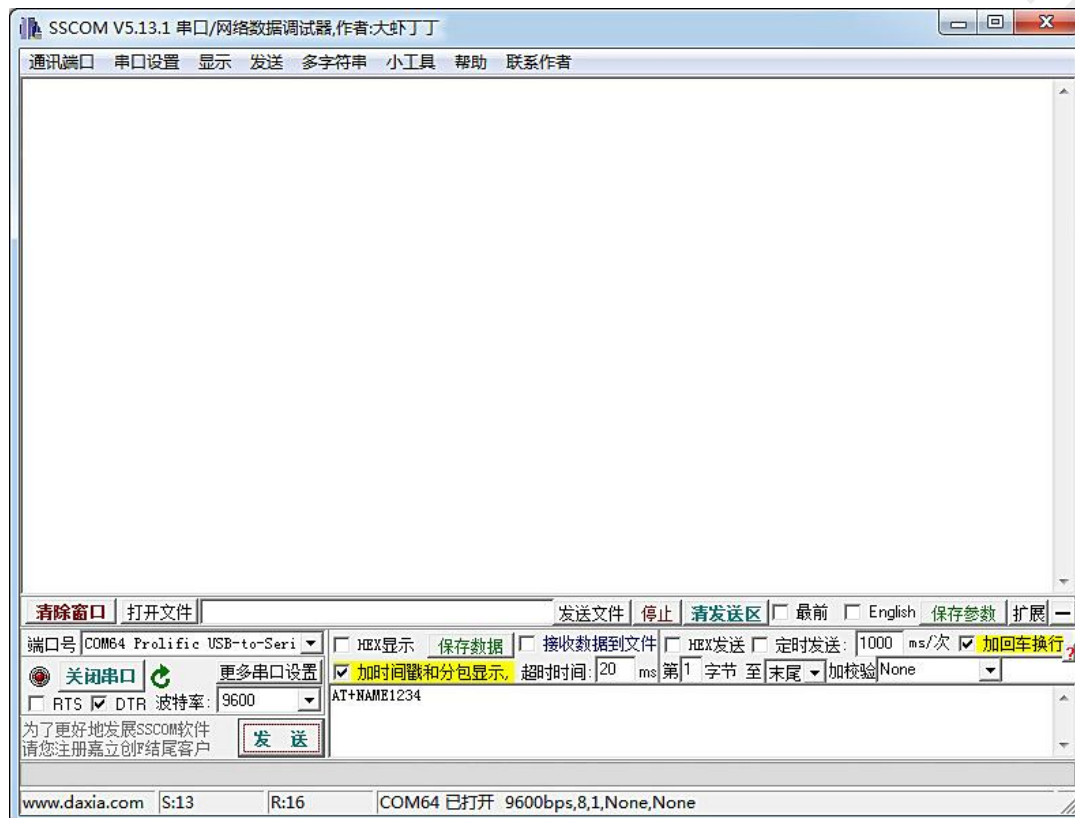 SSCOM V5.13.1 串口/网络数据调试器,作者:大虾丁丁
通讯端口 串口设置 显示 发送 多字符串 小工具 帮助 联系作者
清除窗口 打开文件 发送文件 停止 清发送区 最前 English 保存参数 扩展 —
端口号 COM64 Prolific USB-to-Seri HEX显示 保存数据 接收数据到文件 HEX发送 定时发送: 1000 ms/次 加回车换行 ?
关闭串口 更多串口设置 加时间戳和分包显示, 超时时间: 20 ms 第 1 字节 至 末尾 加校验 None
RTS DTR 波特率: 9600 AT+NAME1234
为了更好地发展SSCOM软件
请您注册嘉立创F结尾客户 发 送
www.daxia.com S:13 R:16 COM64 已打开 9600bps,8,1,None,None